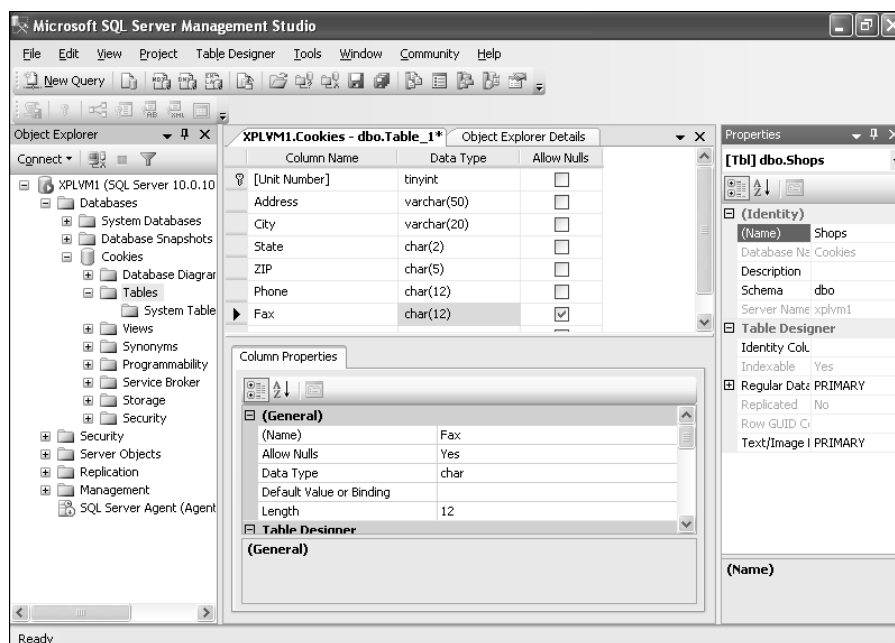 Microsoft SQL Server Management Studio
File Edit View Project Table Designer Tools Window Community Help
New Query
Object Explorer
Connect
XPLVM1 (SQL Server 10.0.10
Databases
System Databases
Database Snapshots
Cookies
Database Diagrar
Tables
System Table
Views
Synonyms
Programmability
Service Broker
Storage
Security
Security
Server Objects
Replication
Management
SQL Server Agent (Agent
XPLVM1.Cookies - dbo.Table_1* Object Explorer Details
Column Name Data Type Allow Nulls
[Unit Number] tinyint
Address varchar(50)
City varchar(20)
State char(2)
ZIP char(5)
Phone char(12)
Fax char(12)
Column Properties
(General)
(Name) Fax
Allow Nulls Yes
Data Type char
Default Value or Binding
Length 12
Table Designer
(General)
Properties
[Tbl] dbo.Shops
(Identity)
(Name) Shops
Database Na Cookies
Description
Schema dbo
Server Name xplvm1
Table Designer
Identity Colu
Indexable Yes
Regular Data PRIMARY
Replicated No
Row GUID C
Text/Image PRIMARY
(Name)
Ready